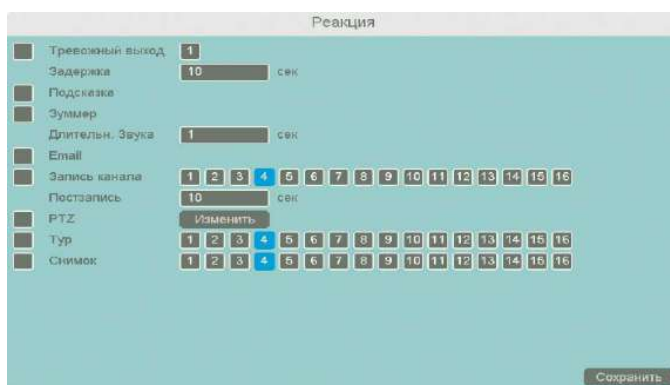 Реакция
Тревожный выход 1
Задержка 10 сек
Подсказка
Зуммер
Длительн. Звука 1 сек
Email
Запись канала 1 2 3 4 5 6 7 8 9 10 11 12 13 14 15 16
Постзапись 10 сек
PTZ Изменить
Тур 1 2 3 4 5 6 7 8 9 10 11 12 13 14 15 16
Снимок 1 2 3 4 5 6 7 8 9 10 11 12 13 14 15 16
Сохранить